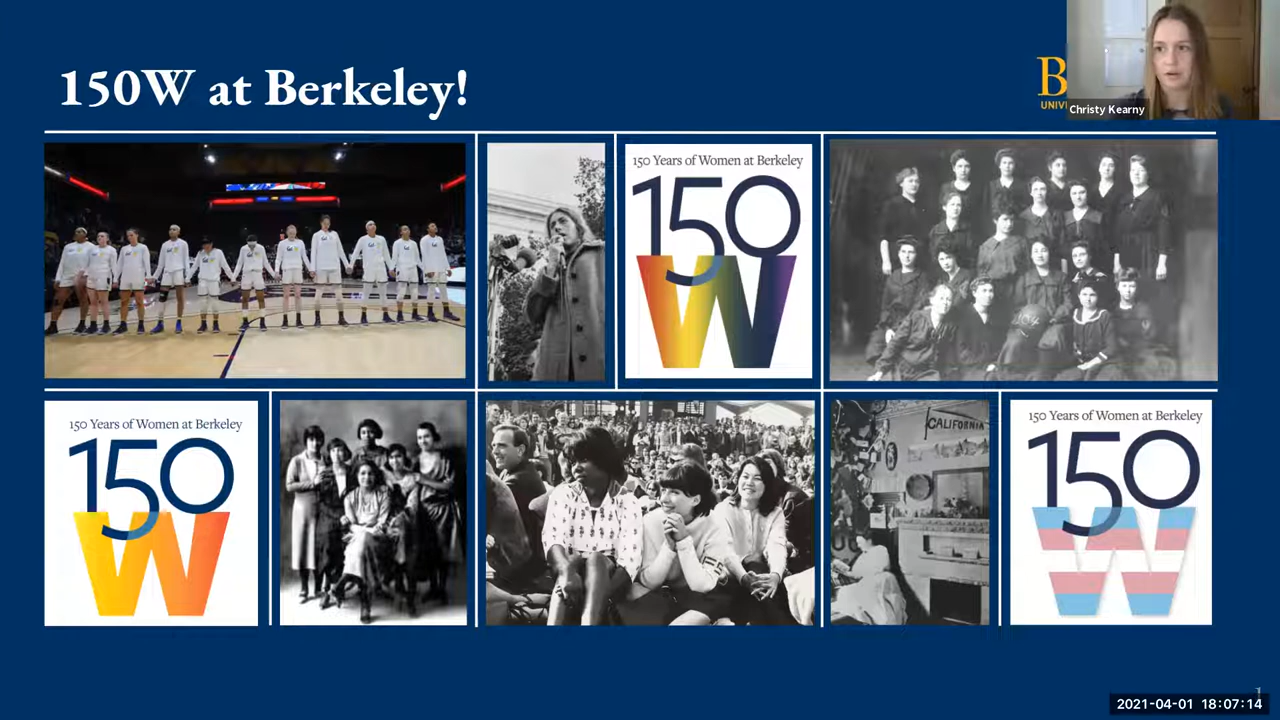 150W at Berkeley!
B
UNIV
Christy Kearny
150 Years of Women at Berkeley
150
W
CALIFORNIA
150 Years of Women at Berkeley
150
W
150 Years of Women at Berkeley
150
W
1
2021-04-01 18:07:14